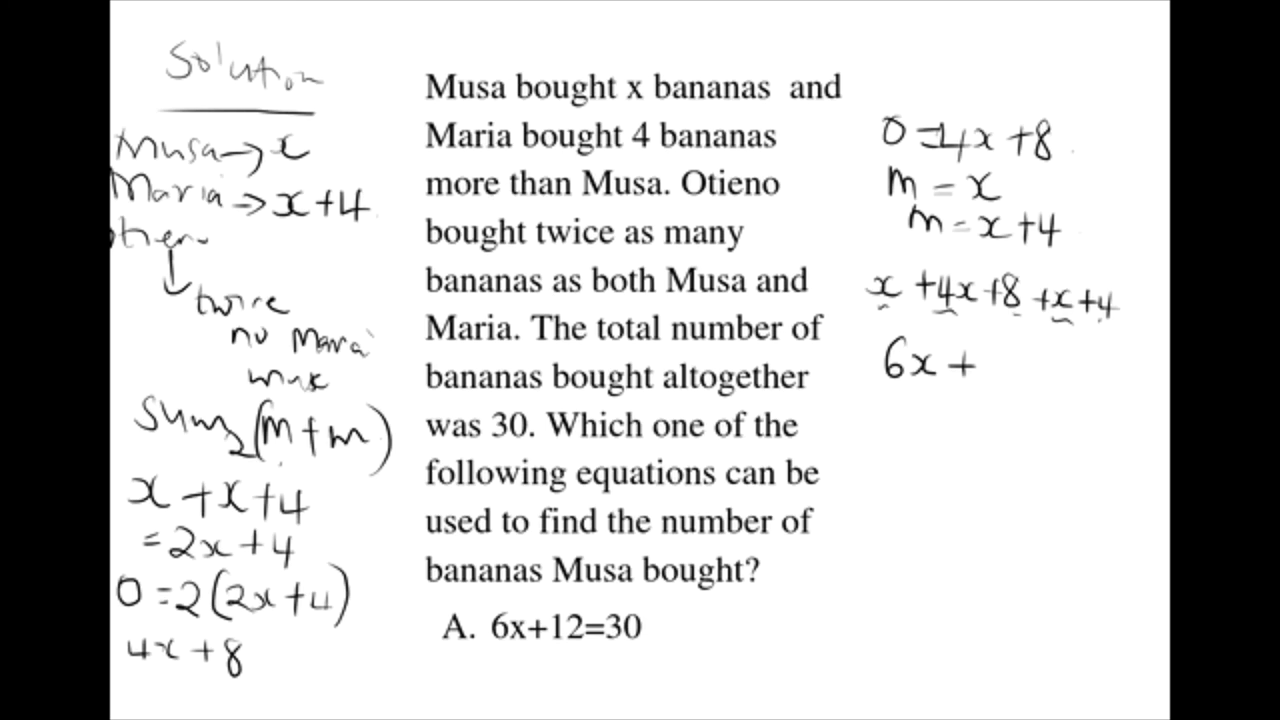 Solution
Musa → x
Maria → x + 4
twice
no Maria
Sum
2(m + m)
x + x + 4
= 2x + 4
O = 2(2x + 4)
4x + 8
Musa bought x bananas and
Maria bought 4 bananas
more than Musa. Otieno
bought twice as many
bananas as both Musa and
Maria. The total number of
bananas bought altogether
was 30. Which one of the
following equations can be
used to find the number of
bananas Musa bought?
A. 6x+12=30
O = 4x + 8
m = x
m = x + 4
x + 4x + 8 + x + 4
6x +